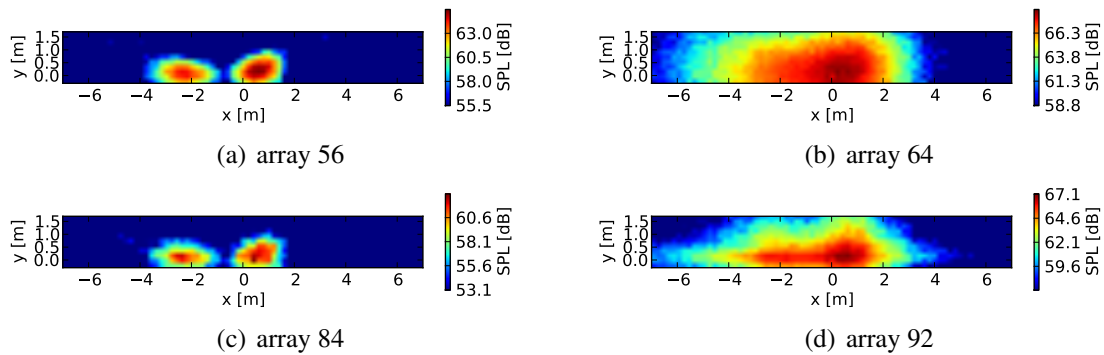 63.0
60.5
58.0
55.5
SPL [dB]
y [m]
1.5
1.0
0.5
0.0
−6 −4 −2 0 2 4 6
x [m]
(a) array 56
66.3
63.8
61.3
58.8
SPL [dB]
y [m]
1.5
1.0
0.5
0.0
−6 −4 −2 0 2 4 6
x [m]
(b) array 64
60.6
58.1
55.6
53.1
SPL [dB]
y [m]
1.5
1.0
0.5
0.0
−6 −4 −2 0 2 4 6
x [m]
(c) array 84
67.1
64.6
62.1
59.6
SPL [dB]
y [m]
1.5
1.0
0.5
0.0
−6 −4 −2 0 2 4 6
x [m]
(d) array 92